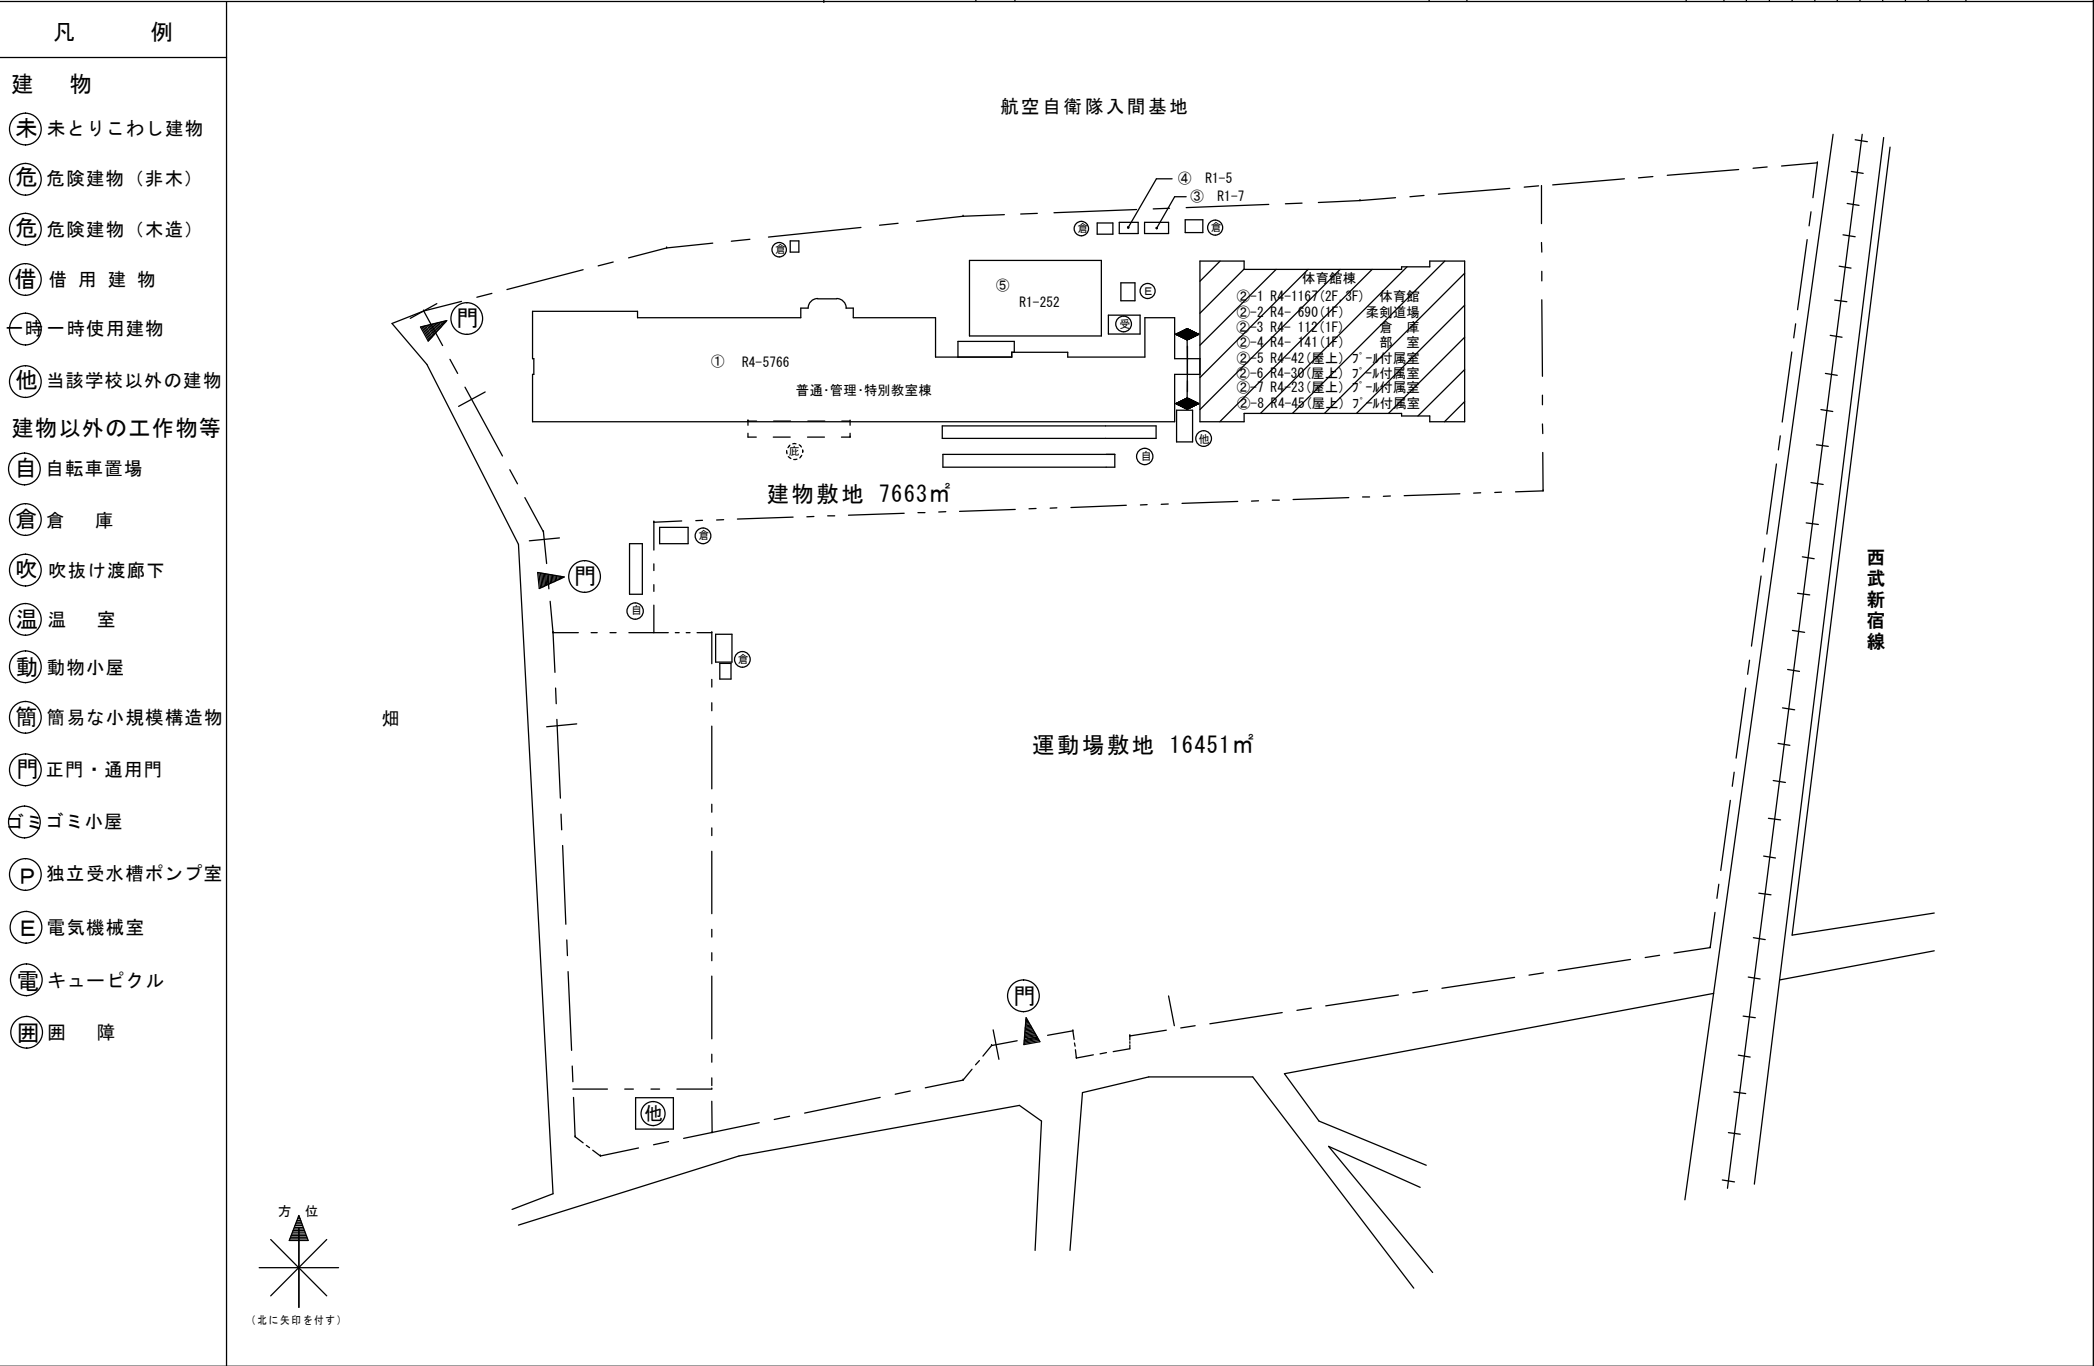 凡 例
建 物
未 未とりこわし建物
危 危険建物（非木）
危 危険建物（木造）
借 借用建物
一時 一時使用建物
他 当該学校以外の建物
建物以外の工作物等
自 自転車置場
倉 倉 庫
吹 吹抜け渡廊下
温 温 室
動 動物小屋
簡 簡易な小規模構造物
門 正門・通用門
ゴミ ゴミ小屋
P 独立受水槽ポンプ室
E 電気機械室
電 キュービクル
囲 囲 障
航空自衛隊入間基地
④ R1-5
③ R1-7
倉
倉
倉
⑤
R1-252
E
受
門
① R4-5766
普通・管理・特別教室棟
体育館棟
②-1 R4-1167(2F,3F) 体育館
②-2 R4- 690(1F) 柔剣道場
②-3 R4- 112(1F) 倉 庫
②-4 R4- 141(1F) 部 室
②-5 R4-42(屋上) プール付属室
②-6 R4-30(屋上) プール付属室
②-7 R4-23(屋上) プール付属室
②-8 R4-45(屋上) プール付属室
庇
自
他
建物敷地 7663㎡
倉
門
自
倉
西武新宿線
畑
運動場敷地 16451㎡
門
他
方 位
(北に矢印を付す)